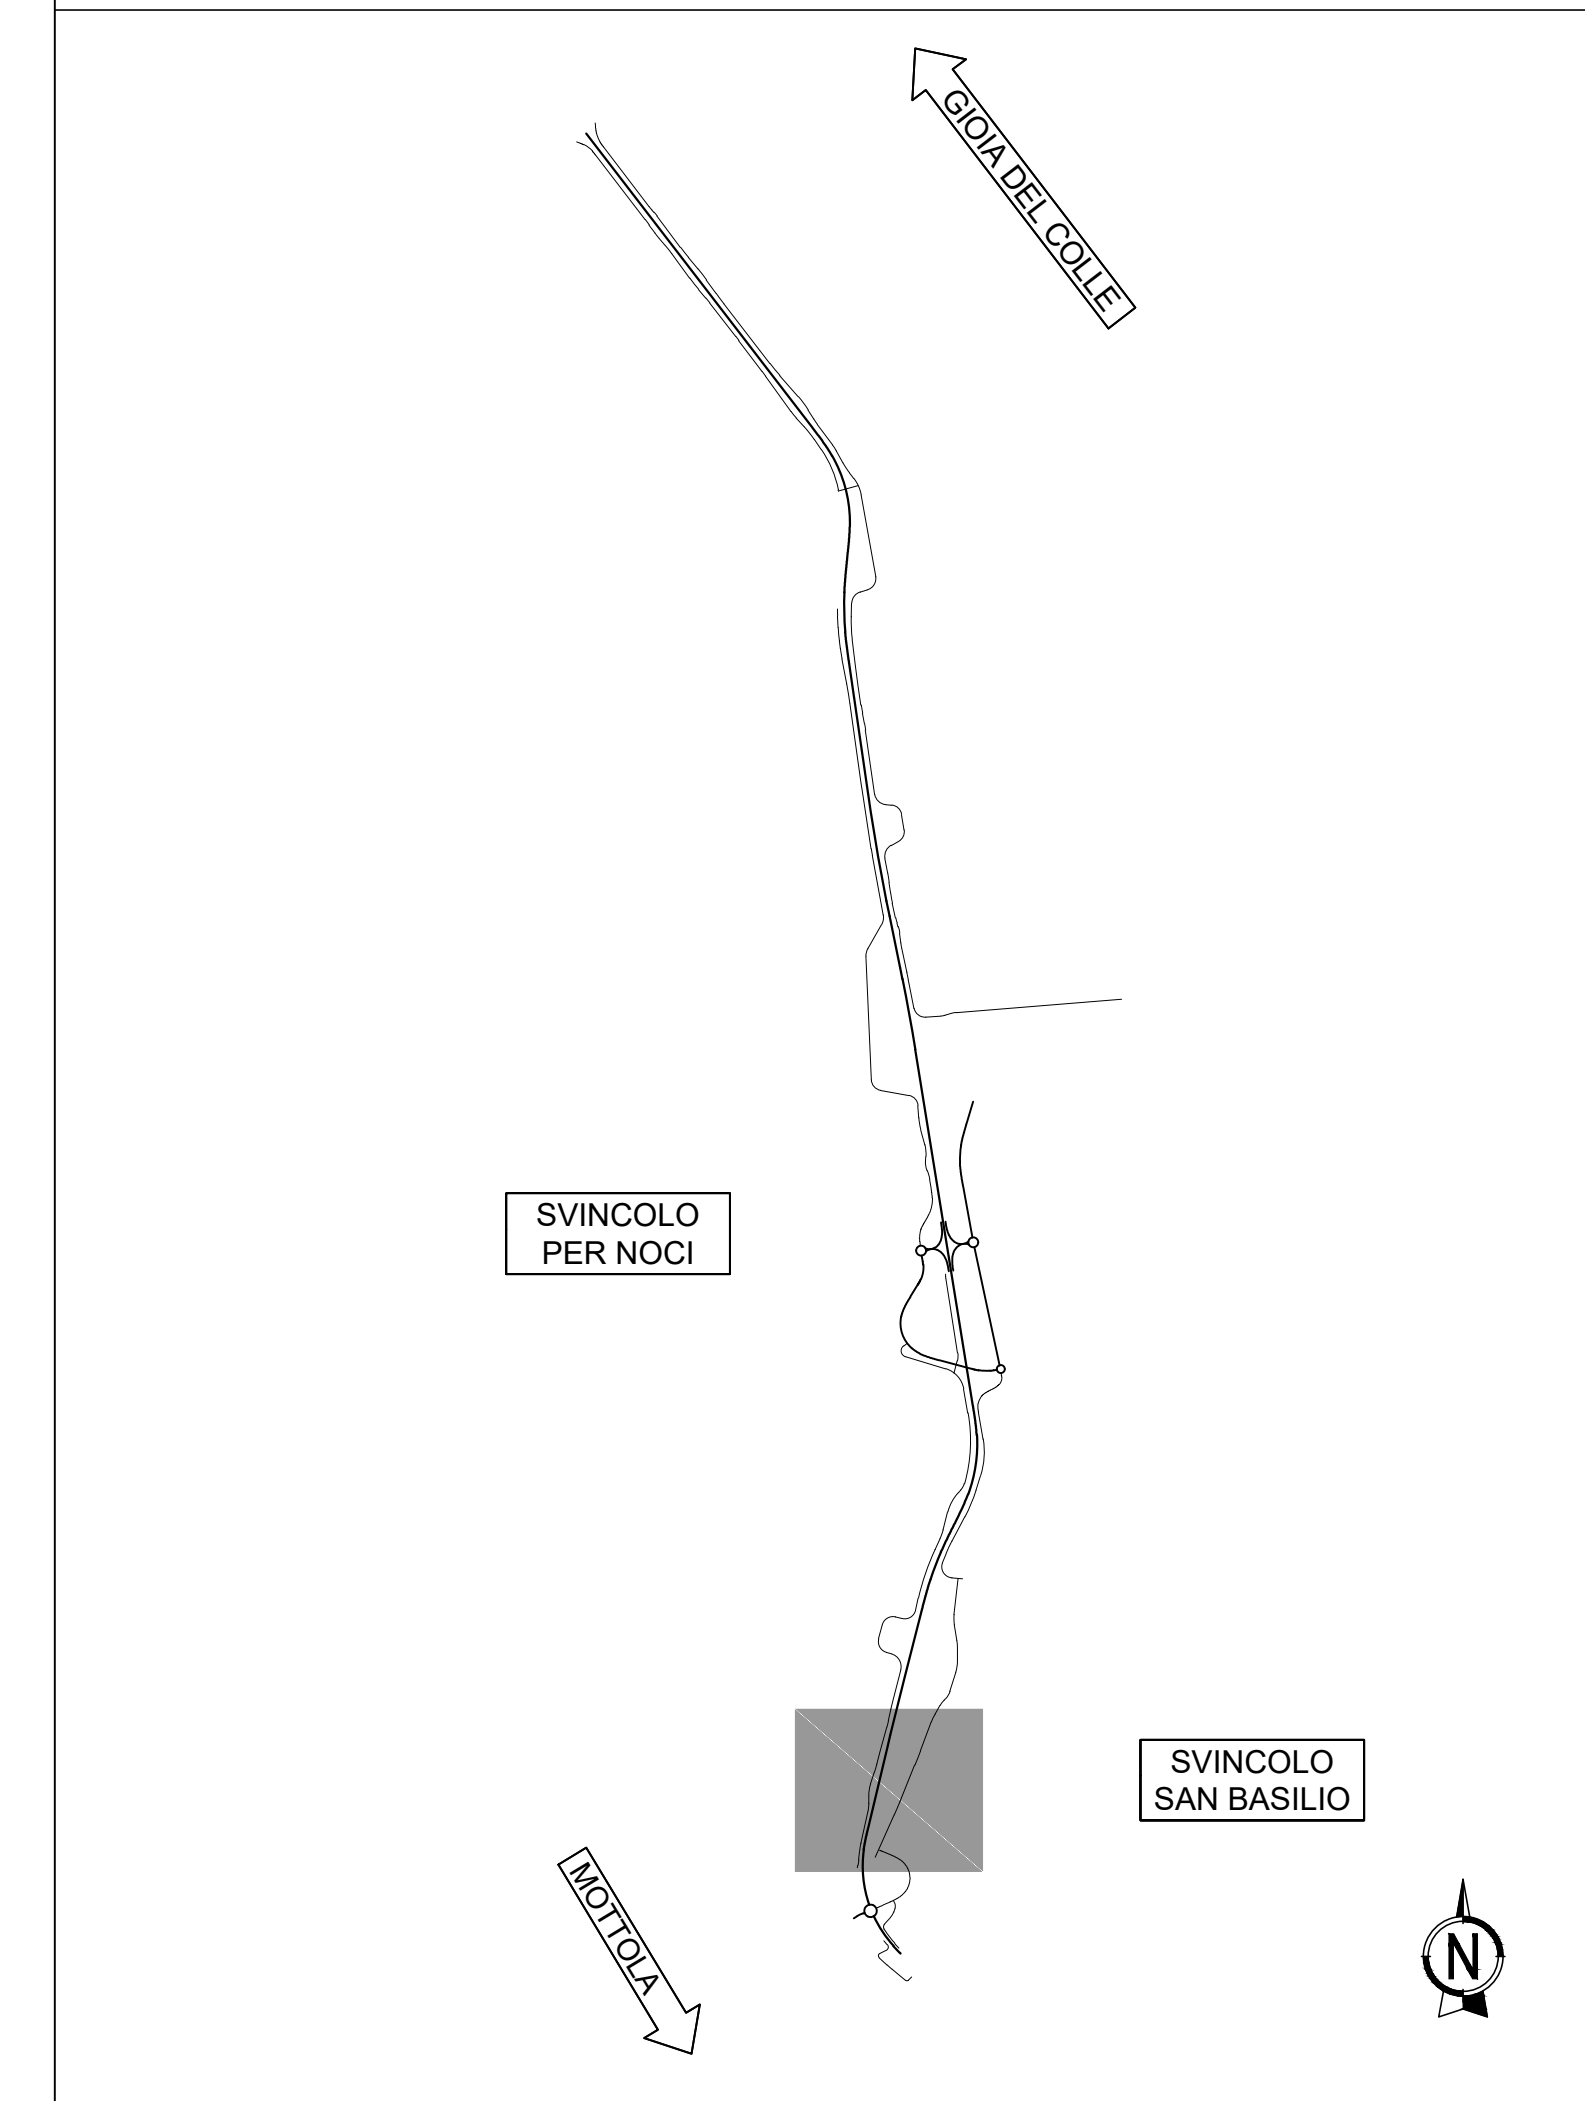 GIOIA DEL COLLE
SVINCOLO
PER NOCI
SVINCOLO
SAN BASILIO
MOTTOLA
N